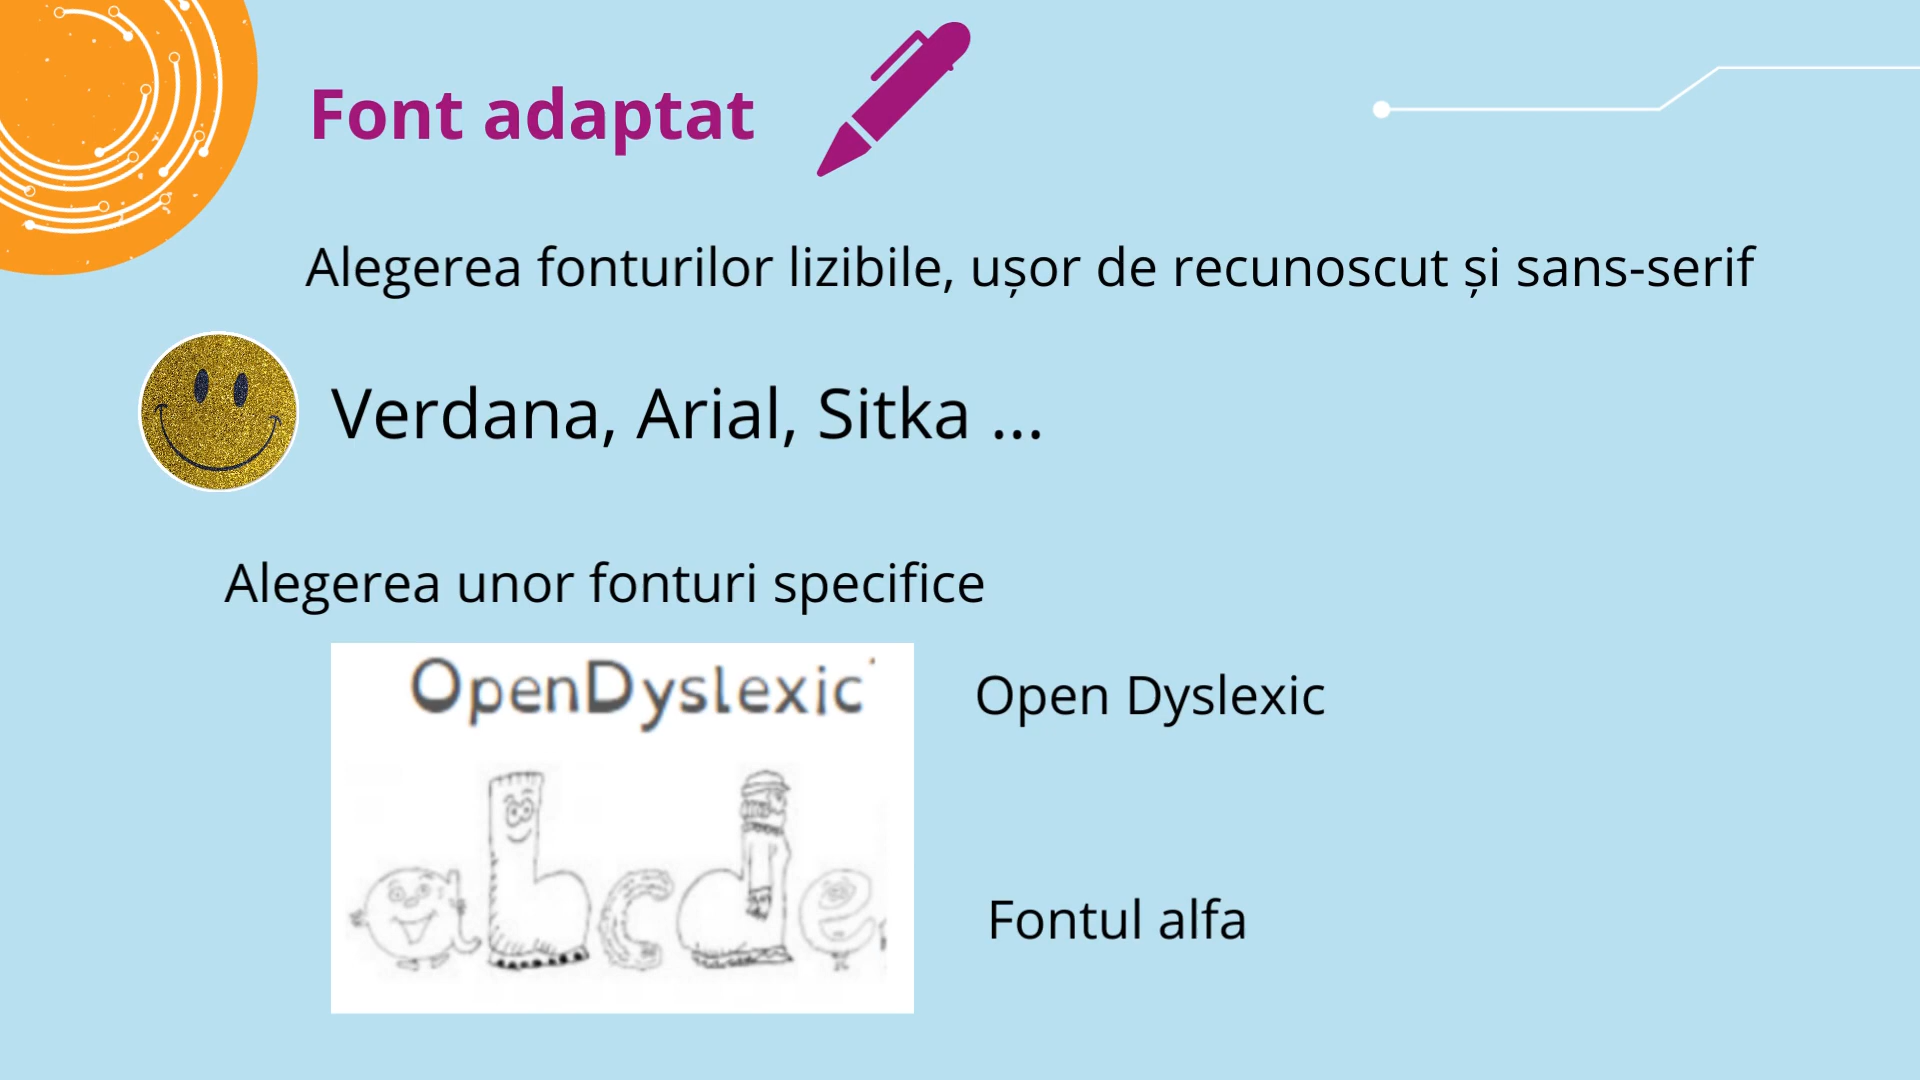 Font adaptat
Alegerea fonturilor lizibile, ușor de recunoscut și sans-serif
Verdana, Arial, Sitka ...
Alegerea unor fonturi specifice
OpenDyslexic
Open Dyslexic
abcde
Fontul alfa